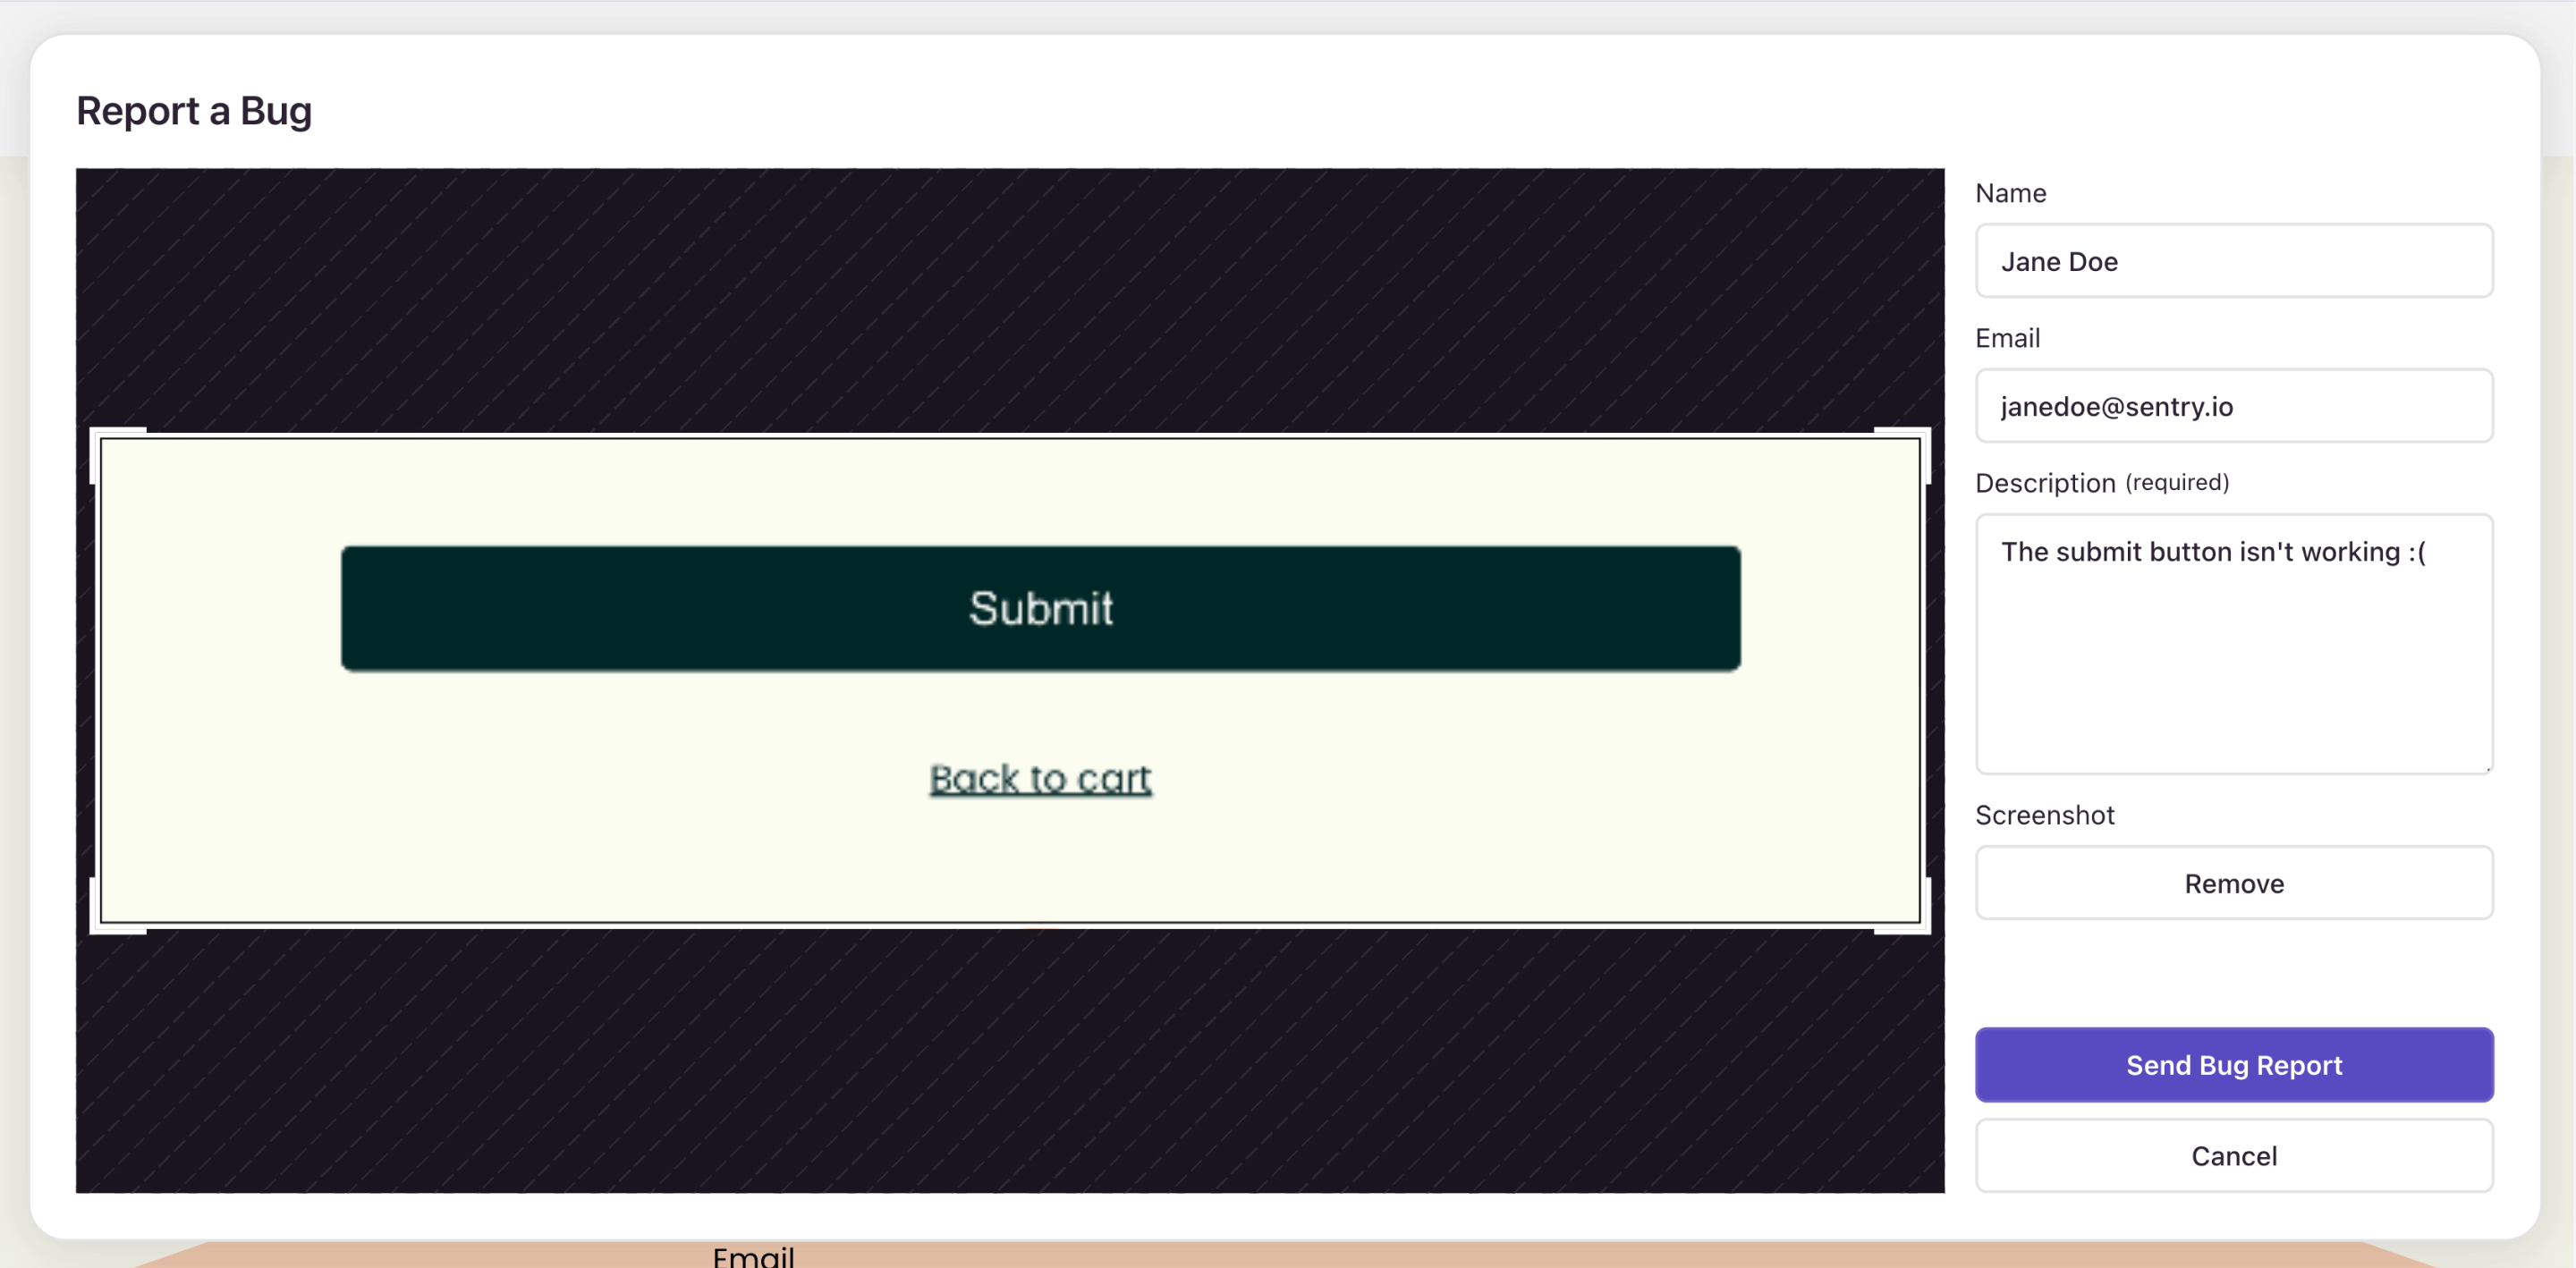 Report a Bug
Submit
Back to cart
Name
Jane Doe
Email
janedoe@sentry.io
Description (required)
The submit button isn't working :(
Screenshot
Remove
Send Bug Report
Cancel
Email